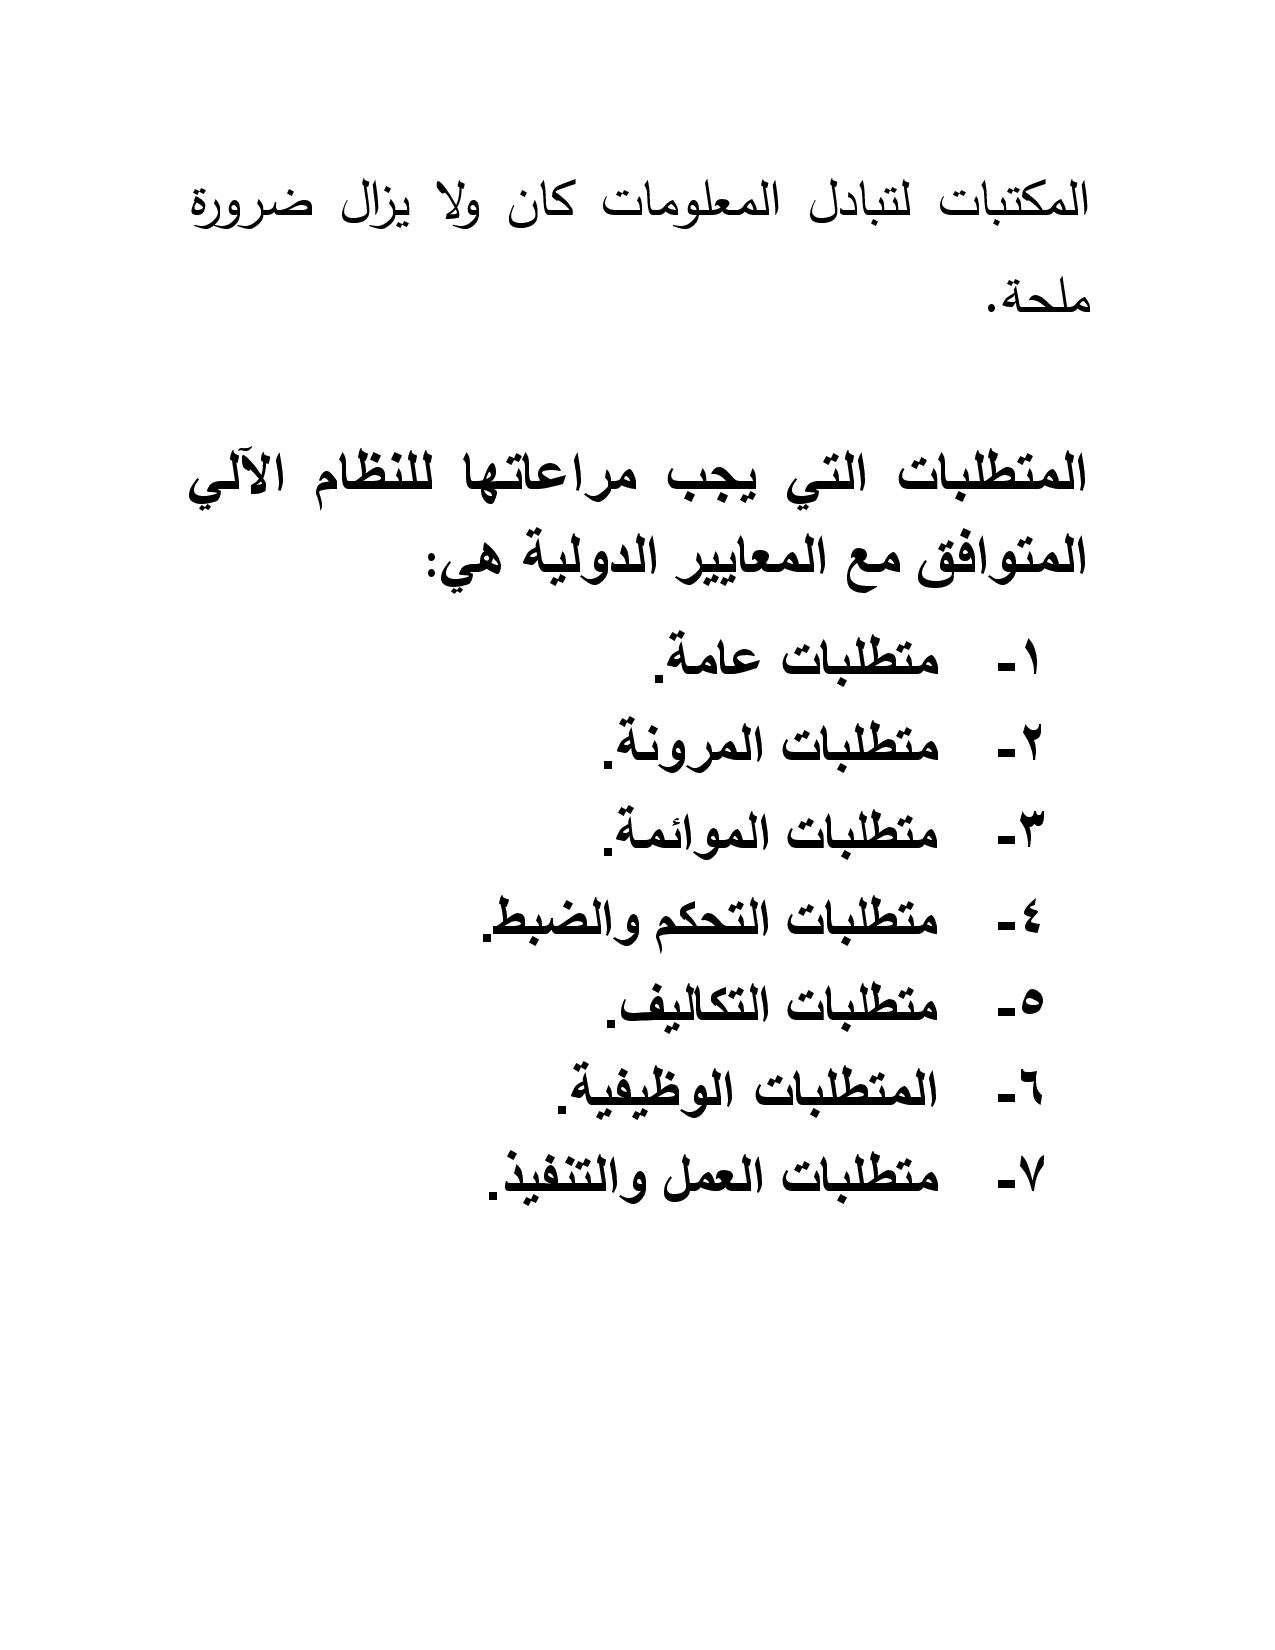 المكتبات لتبادل المعلومات كان ولا يزال ضرورة
ملحة.
المتطلبات التي يجب مراعاتها للنظام الآلي
المتوافق مع المعايير الدولية هي:
١- متطلبات عامة.
٢- متطلبات المرونة.
٣- متطلبات الموائمة.
٤- متطلبات التحكم والضبط.
٥- متطلبات التكاليف.
٦- المتطلبات الوظيفية.
٧- متطلبات العمل والتنفيذ.